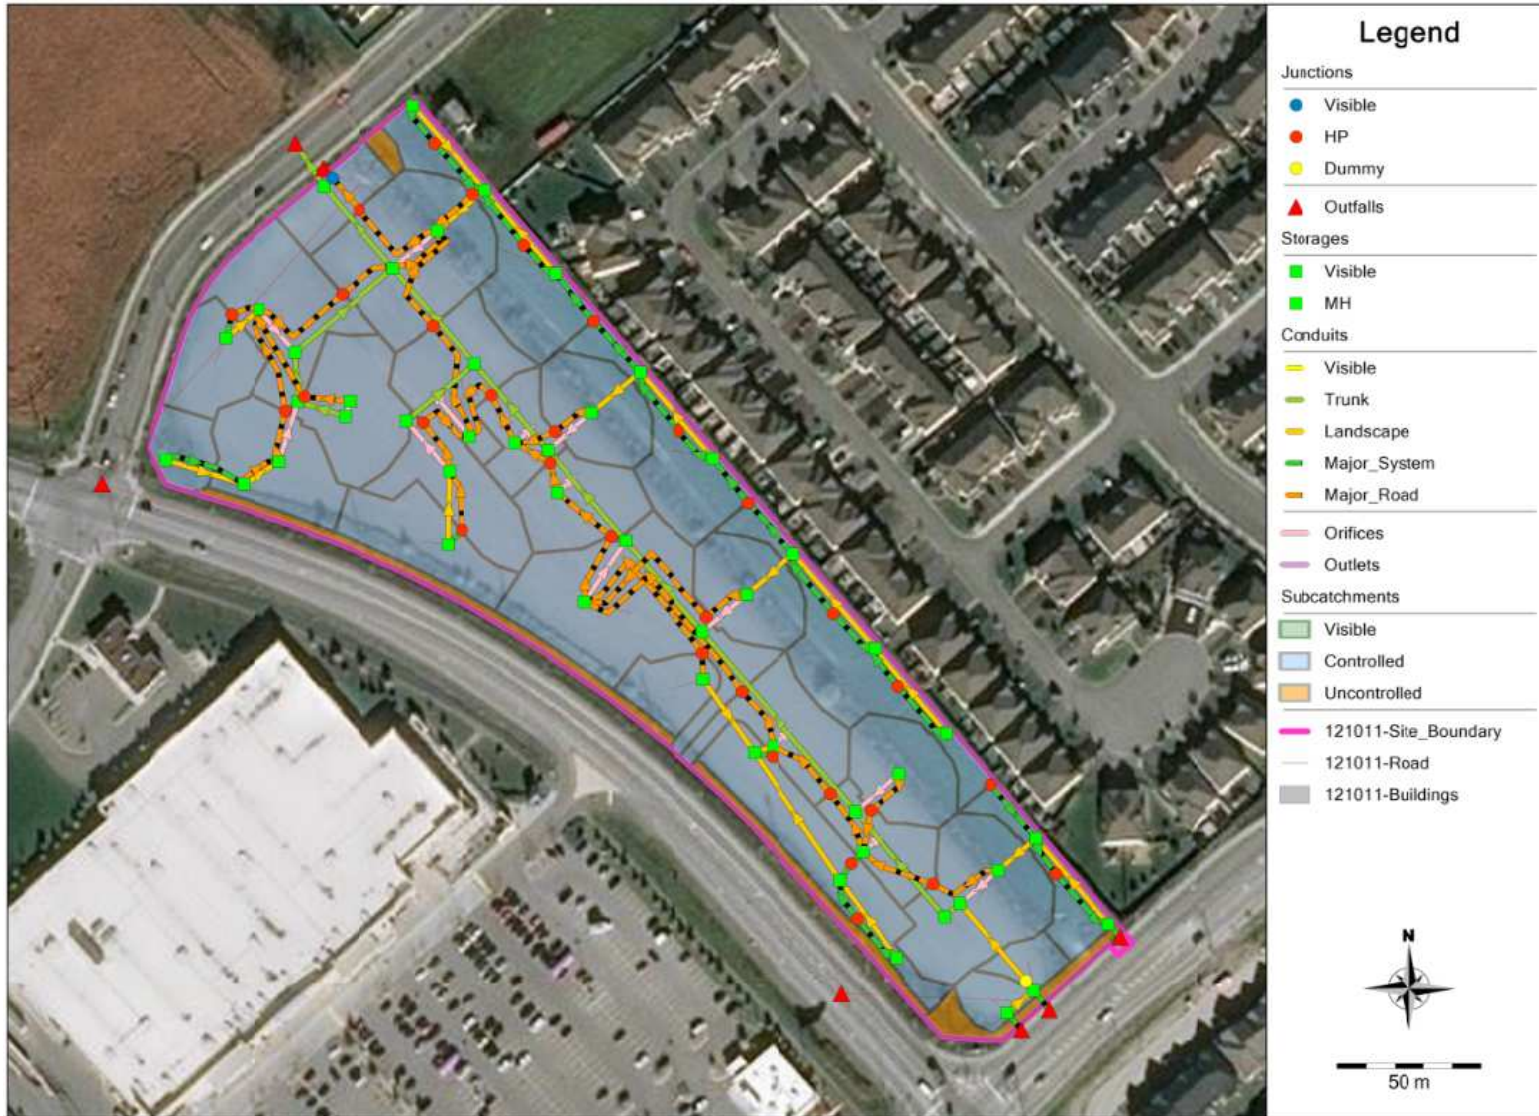 Legend
Junctions
Visible
HP
Dummy
Outfalls
Storages
Visible
MH
Conduits
Visible
Trunk
Landscape
Major_System
Major_Road
Orifices
Outlets
Subcatchments
Visible
Controlled
Uncontrolled
121011-Site_Boundary
121011-Road
121011-Buildings
N
50 m